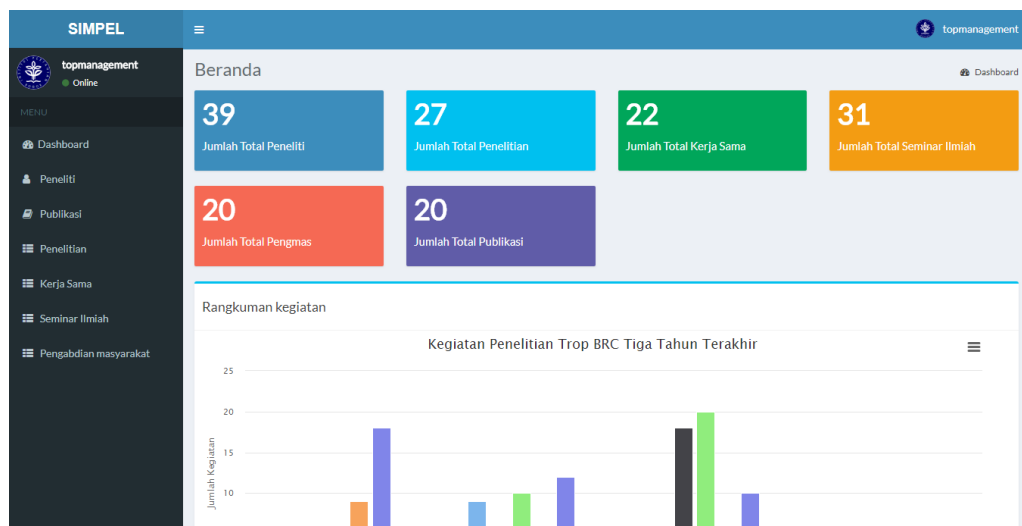 SIMPEL
topmanagement
topmanagement
Online
MENU
Dashboard
Peneliti
Publikasi
Penelitian
Kerja Sama
Seminar Ilmiah
Pengabdian masyarakat
Beranda
Dashboard
39
Jumlah Total Peneliti
27
Jumlah Total Penelitian
22
Jumlah Total Kerja Sama
31
Jumlah Total Seminar Ilmiah
20
Jumlah Total Pengmas
20
Jumlah Total Publikasi
Rangkuman kegiatan
Kegiatan Penelitian Trop BRC Tiga Tahun Terakhir
Jumlah Kegiatan
25
20
15
10